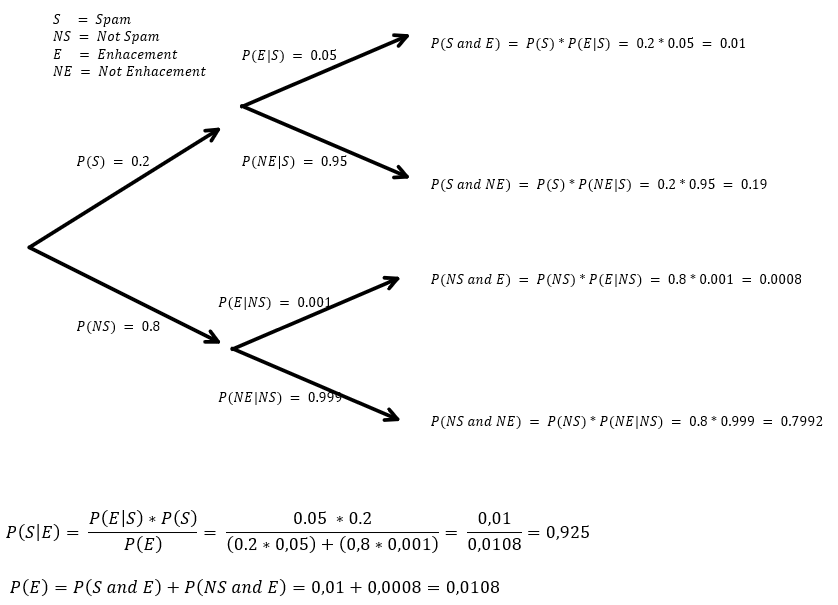 S = Spam
NS = Not Spam
E = Enhacement
NE = Not Enhacement
P(E|S) = 0.05
P(S and E) = P(S) * P(E|S) = 0.2 * 0.05 = 0.01
P(S) = 0.2
P(NE|S) = 0.95
P(S and NE) = P(S) * P(NE|S) = 0.2 * 0.95 = 0.19
P(NS and E) = P(NS) * P(E|NS) = 0.8 * 0.001 = 0.0008
P(E|NS) = 0.001
P(NS) = 0.8
P(NE|NS) = 0.999
P(NS and NE) = P(NS) * P(NE|NS) = 0.8 * 0.999 = 0.7992
P(S|E) = P(E|S) ∗ P(S) / P(E) = 0.05 ∗ 0.2 / (0.2 ∗ 0,05) + (0,8 ∗ 0,001) = 0,01 / 0,0108 = 0,925
P(E) = P(S and E) + P(NS and E) = 0,01 + 0,0008 = 0,0108